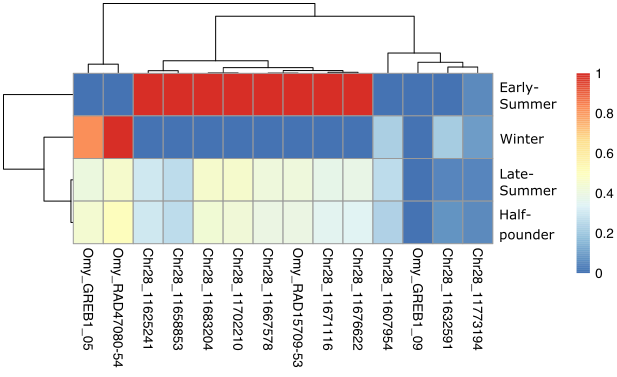 Early-
Summer
Winter
Late-
Summer
Half-
pounder
1
0.8
0.6
0.4
0.2
0
Omy_GREB1_05
Omy_RAD47080-54
Chr28_11625241
Chr28_11658853
Chr28_11683204
Chr28_11702210
Chr28_11667578
Omy_RAD15709-53
Chr28_11671116
Chr28_11676622
Chr28_11607954
Omy_GREB1_09
Chr28_11632591
Chr28_11773194